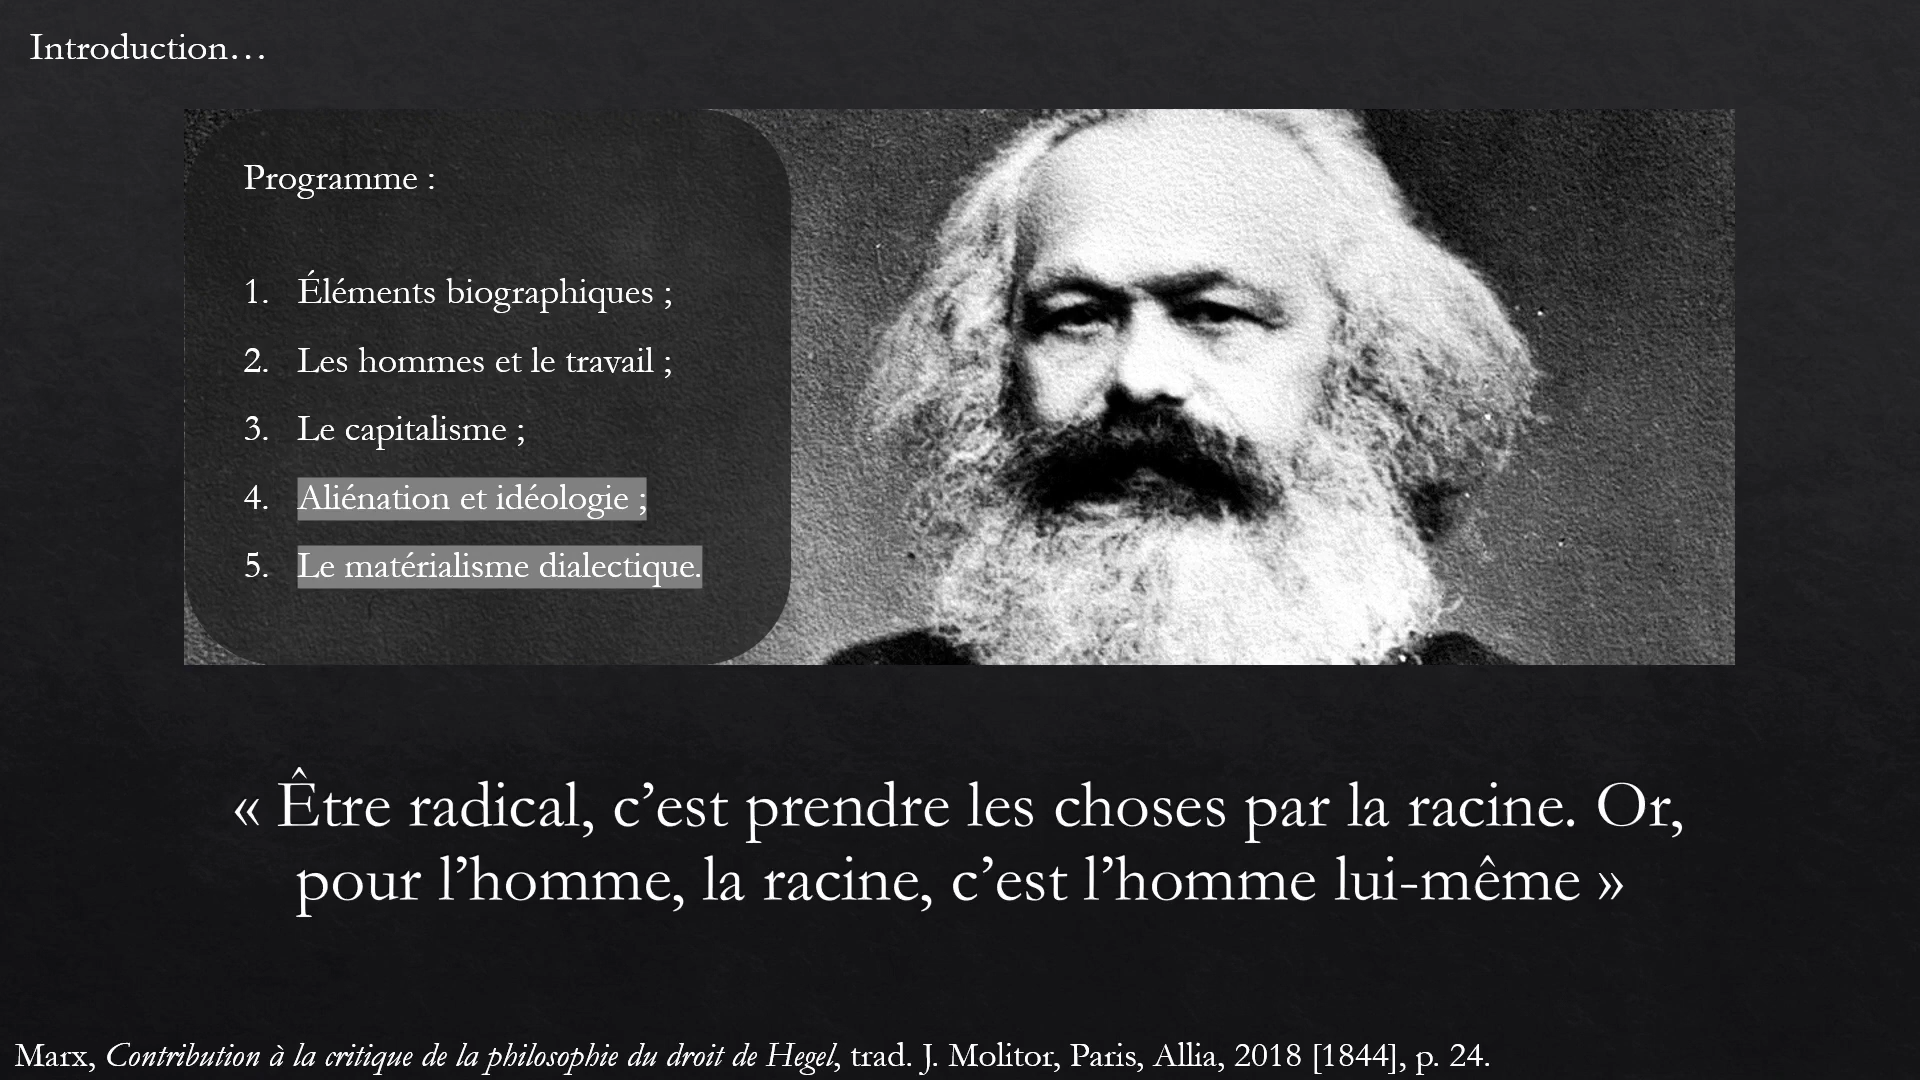 Introduction…
Programme :
1. Éléments biographiques ;
2. Les hommes et le travail ;
3. Le capitalisme ;
4. Aliénation et idéologie ;
5. Le matérialisme dialectique.
« Être radical, c’est prendre les choses par la racine. Or,
pour l’homme, la racine, c’est l’homme lui-même »
Marx, Contribution à la critique de la philosophie du droit de Hegel, trad. J. Molitor, Paris, Allia, 2018 [1844], p. 24.